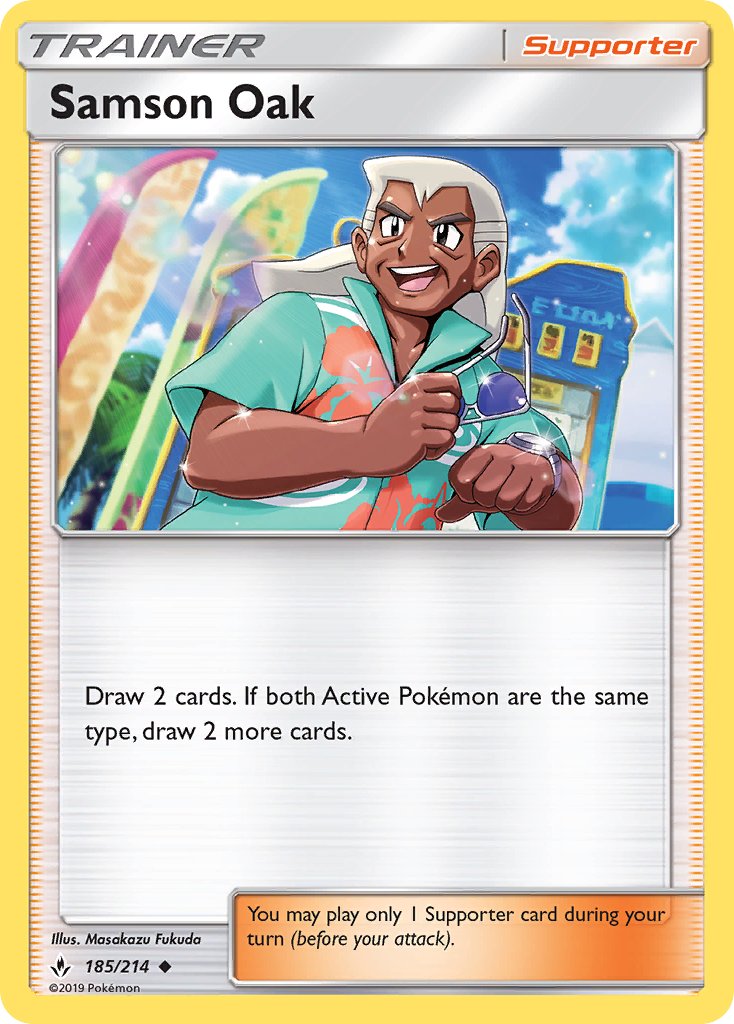 TRAINER
Supporter
Samson Oak
Draw 2 cards. If both Active Pokémon are the same
type, draw 2 more cards.
You may play only 1 Supporter card during your
turn (before your attack).
Illus. Masakazu Fukuda
185/214 ◆
©2019 Pokémon